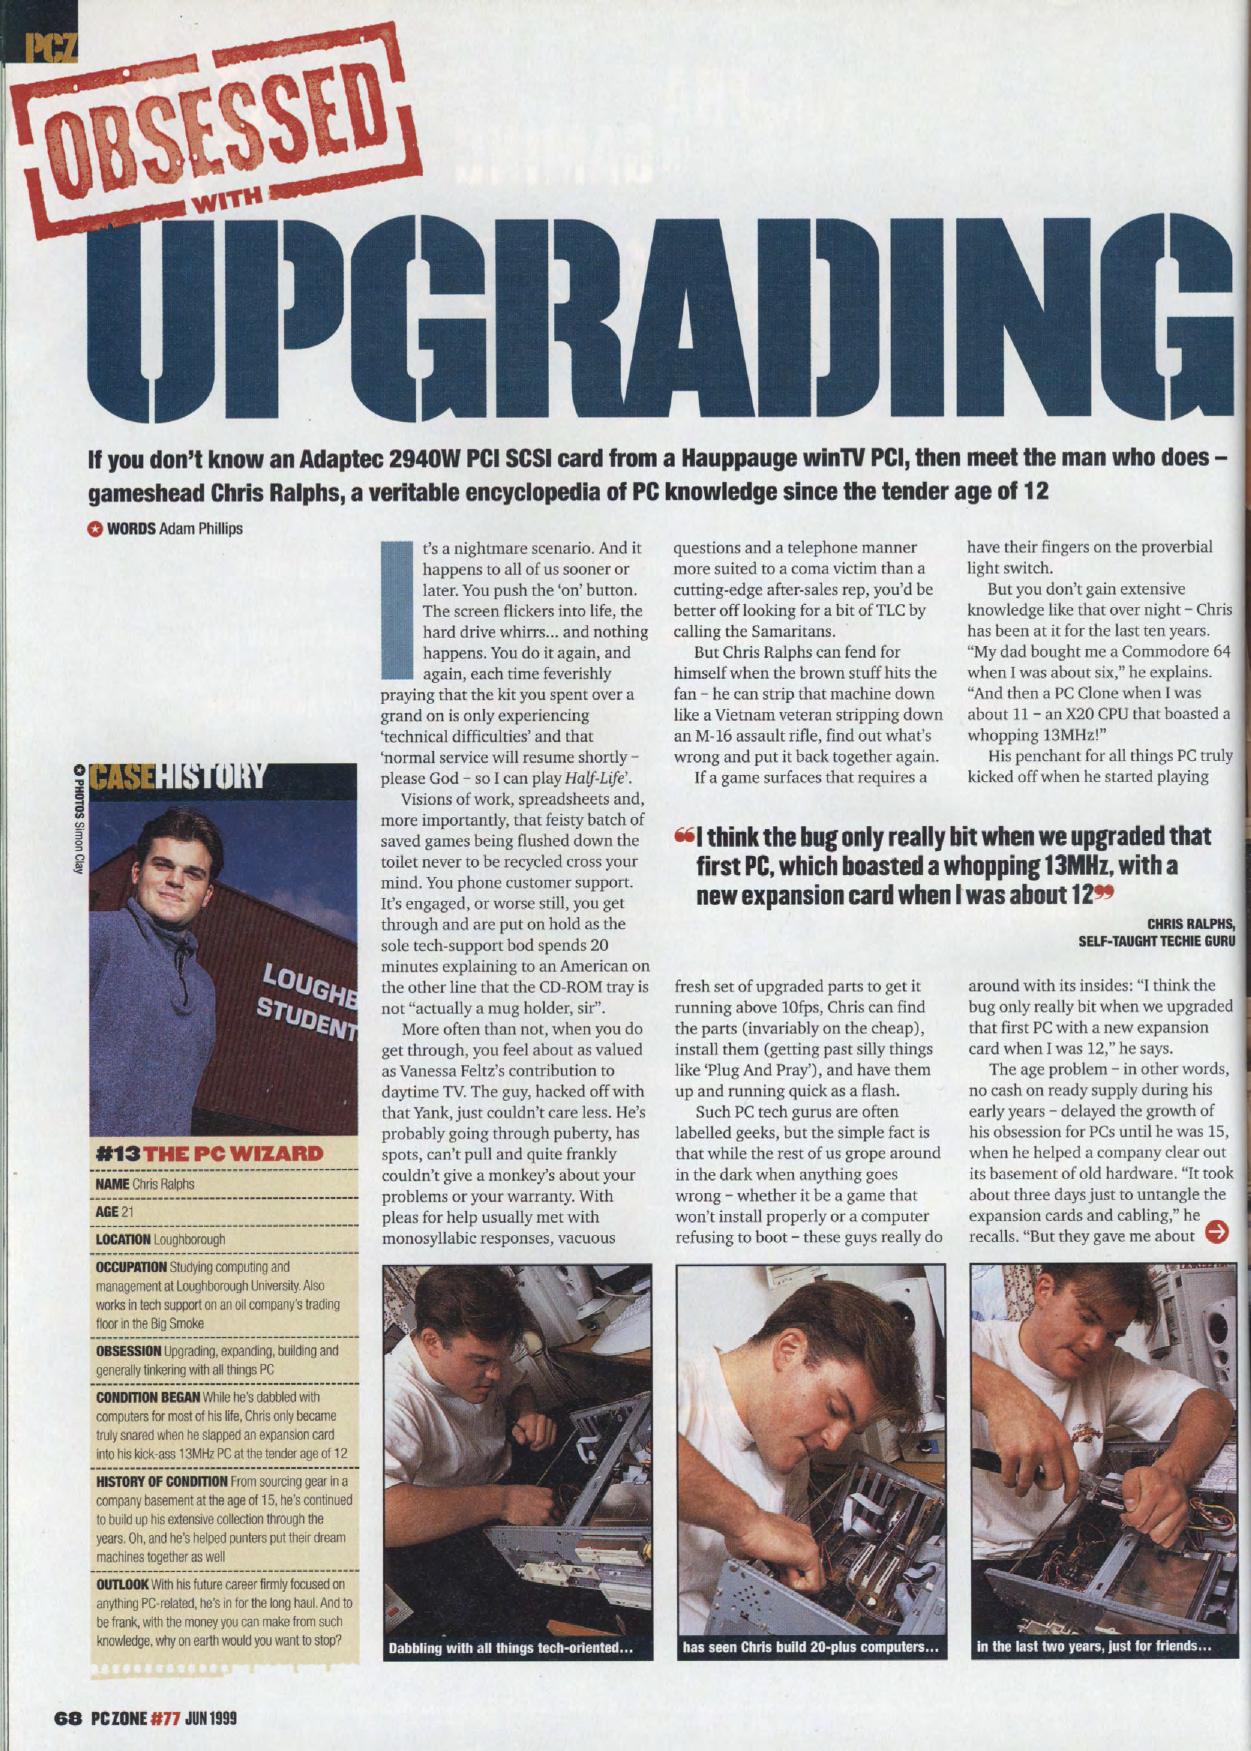 PCZ
OBSESSED
WITH
UPGRADING
If you don't know an Adaptec 2940W PCI SCSI card from a Hauppauge winTV PCI, then meet the man who does –
gameshead Chris Ralphs, a veritable encyclopedia of PC knowledge since the tender age of 12
WORDS Adam Phillips
It's a nightmare scenario. And it
happens to all of us sooner or
later. You push the 'on' button.
The screen flickers into life, the
hard drive whirrs... and nothing
happens. You do it again, and
again, each time feverishly
praying that the kit you spent over a
grand on is only experiencing
'technical difficulties' and that
'normal service will resume shortly –
please God – so I can play Half-Life'.
Visions of work, spreadsheets and,
more importantly, that feisty batch of
saved games being flushed down the
toilet never to be recycled cross your
mind. You phone customer support.
It's engaged, or worse still, you get
through and are put on hold as the
sole tech-support bod spends 20
minutes explaining to an American on
the other line that the CD-ROM tray is
not "actually a mug holder, sir".
More often than not, when you do
get through, you feel about as valued
as Vanessa Feltz's contribution to
daytime TV. The guy, hacked off with
that Yank, just couldn't care less. He's
probably going through puberty, has
spots, can't pull and quite frankly
couldn't give a monkey's about your
problems or your warranty. With
pleas for help usually met with
monosyllabic responses, vacuous
questions and a telephone manner
more suited to a coma victim than a
cutting-edge after-sales rep, you'd be
better off looking for a bit of TLC by
calling the Samaritans.
But Chris Ralphs can fend for
himself when the brown stuff hits the
fan – he can strip that machine down
like a Vietnam veteran stripping down
an M-16 assault rifle, find out what's
wrong and put it back together again.
If a game surfaces that requires a
fresh set of upgraded parts to get it
running above 10fps, Chris can find
the parts (invariably on the cheap),
install them (getting past silly things
like 'Plug And Pray'), and have them
up and running quick as a flash.
Such PC tech gurus are often
labelled geeks, but the simple fact is
that while the rest of us grope around
in the dark when anything goes
wrong – whether it be a game that
won't install properly or a computer
refusing to boot – these guys really do
have their fingers on the proverbial
light switch.
But you don't gain extensive
knowledge like that over night – Chris
has been at it for the last ten years.
"My dad bought me a Commodore 64
when I was about six," he explains.
"And then a PC Clone when I was
about 11 – an X20 CPU that boasted a
whopping 13MHz!"
His penchant for all things PC truly
kicked off when he started playing
around with its insides: "I think the
bug only really bit when we upgraded
that first PC with a new expansion
card when I was 12," he says.
The age problem – in other words,
no cash on ready supply during his
early years – delayed the growth of
his obsession for PCs until he was 15,
when he helped a company clear out
its basement of old hardware. "It took
about three days just to untangle the
expansion cards and cabling," he
recalls. "But they gave me about
“I think the bug only really bit when we upgraded that
first PC, which boasted a whopping 13MHz, with a
new expansion card when I was about 12”
CHRIS RALPHS,
SELF-TAUGHT TECHIE GURU
PHOTOS Simon Clay
CASEHISTORY
LOUGHB
STUDENT
#13 THE PC WIZARD
NAME Chris Ralphs
AGE 21
LOCATION Loughborough
OCCUPATION Studying computing and
management at Loughborough University. Also
works in tech support on an oil company's trading
floor in the Big Smoke
OBSESSION Upgrading, expanding, building and
generally tinkering with all things PC
CONDITION BEGAN While he's dabbled with
computers for most of his life, Chris only became
truly snared when he slapped an expansion card
into his kick-ass 13MHz PC at the tender age of 12
HISTORY OF CONDITION From sourcing gear in a
company basement at the age of 15, he's continued
to build up his extensive collection through the
years. Oh, and he's helped punters put their dream
machines together as well
OUTLOOK With his future career firmly focused on
anything PC-related, he's in for the long haul. And to
be frank, with the money you can make from such
knowledge, why on earth would you want to stop?
Dabbling with all things tech-oriented...
has seen Chris build 20-plus computers...
in the last two years, just for friends...
68 PC ZONE #77 JUN 1999